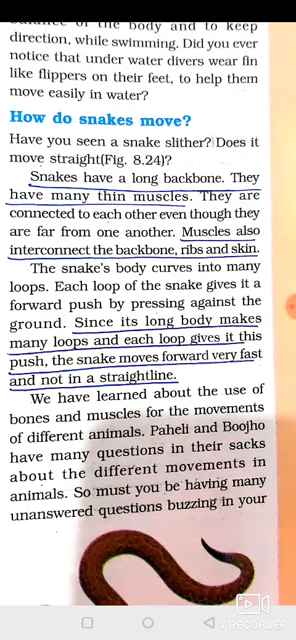 balance of the body and to keep
direction, while swimming. Did you ever
notice that under water divers wear fin
like flippers on their feet, to help them
move easily in water?
How do snakes move?
Have you seen a snake slither? Does it
move straight(Fig. 8.24)?
Snakes have a long backbone. They
have many thin muscles. They are
connected to each other even though they
are far from one another. Muscles also
interconnect the backbone, ribs and skin.
The snake's body curves into many
loops. Each loop of the snake gives it a
forward push by pressing against the
ground. Since its long body makes
many loops and each loop gives it this
push, the snake moves forward very fast
and not in a straightline.
We have learned about the use of
bones and muscles for the movements
of different animals. Paheli and Boojho
have many questions in their sacks
about the different movements in
animals. So must you be having many
unanswered questions buzzing in your
V RECORDER